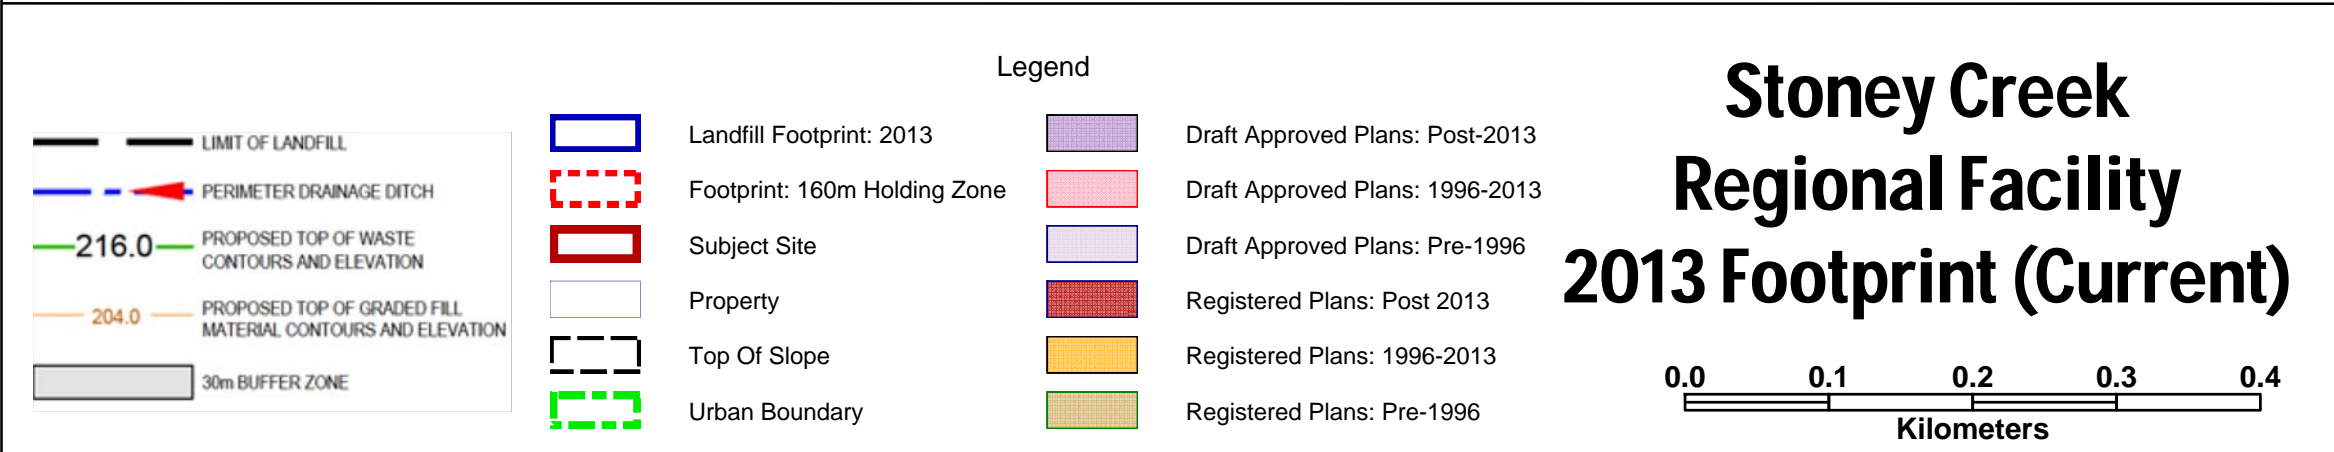 Legend
LIMIT OF LANDFILL
PERIMETER DRAINAGE DITCH
216.0
PROPOSED TOP OF WASTE
CONTOURS AND ELEVATION
204.0
PROPOSED TOP OF GRADED FILL
MATERIAL CONTOURS AND ELEVATION
30m BUFFER ZONE
Landfill Footprint: 2013
Footprint: 160m Holding Zone
Subject Site
Property
Top Of Slope
Urban Boundary
Draft Approved Plans: Post-2013
Draft Approved Plans: 1996-2013
Draft Approved Plans: Pre-1996
Registered Plans: Post 2013
Registered Plans: 1996-2013
Registered Plans: Pre-1996
Stoney Creek
Regional Facility
2013 Footprint (Current)
0.0 0.1 0.2 0.3 0.4
Kilometers